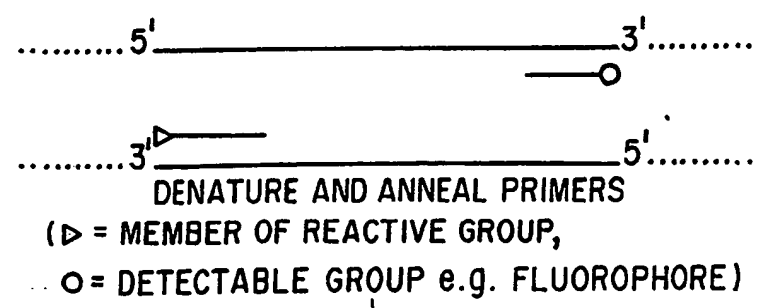 ..........5' 3'..........
..........3' 5'..........
DENATURE AND ANNEAL PRIMERS
(▷ = MEMBER OF REACTIVE GROUP,
O = DETECTABLE GROUP e.g. FLUOROPHORE)